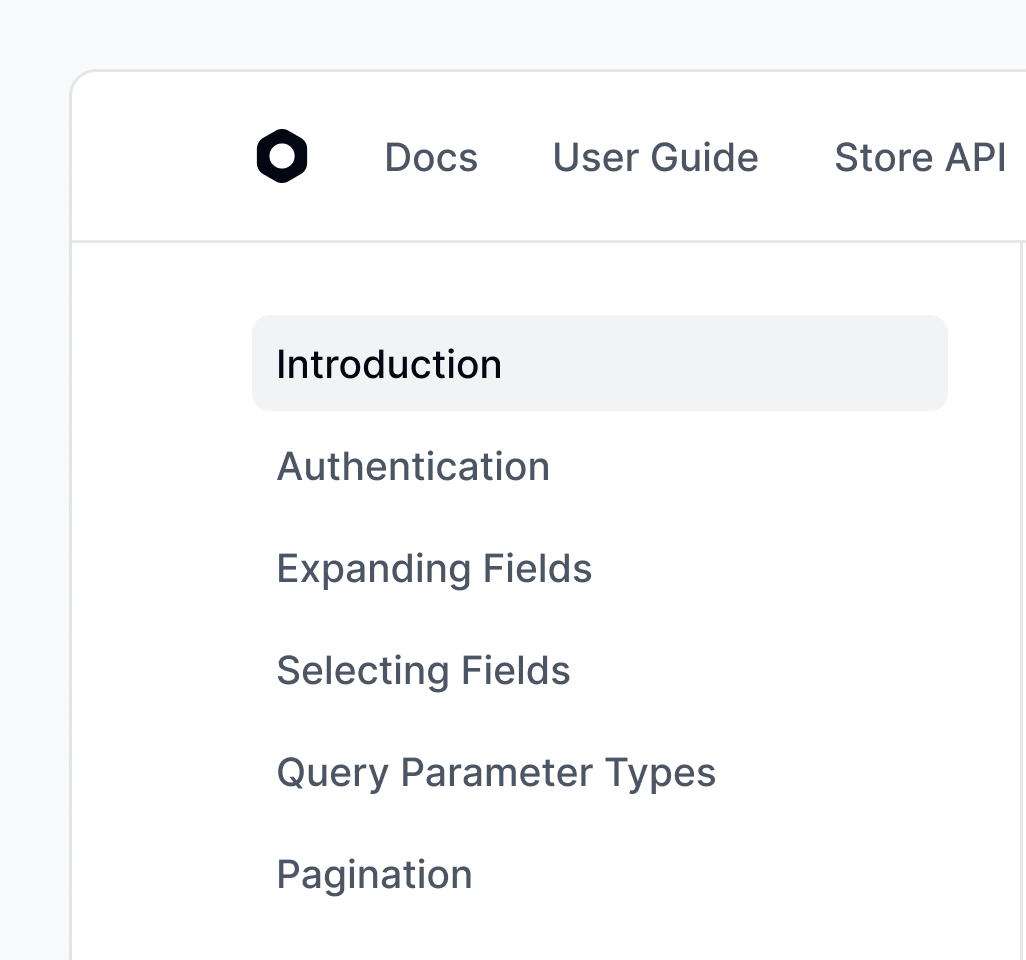 Docs User Guide Store API
Introduction
Authentication
Expanding Fields
Selecting Fields
Query Parameter Types
Pagination